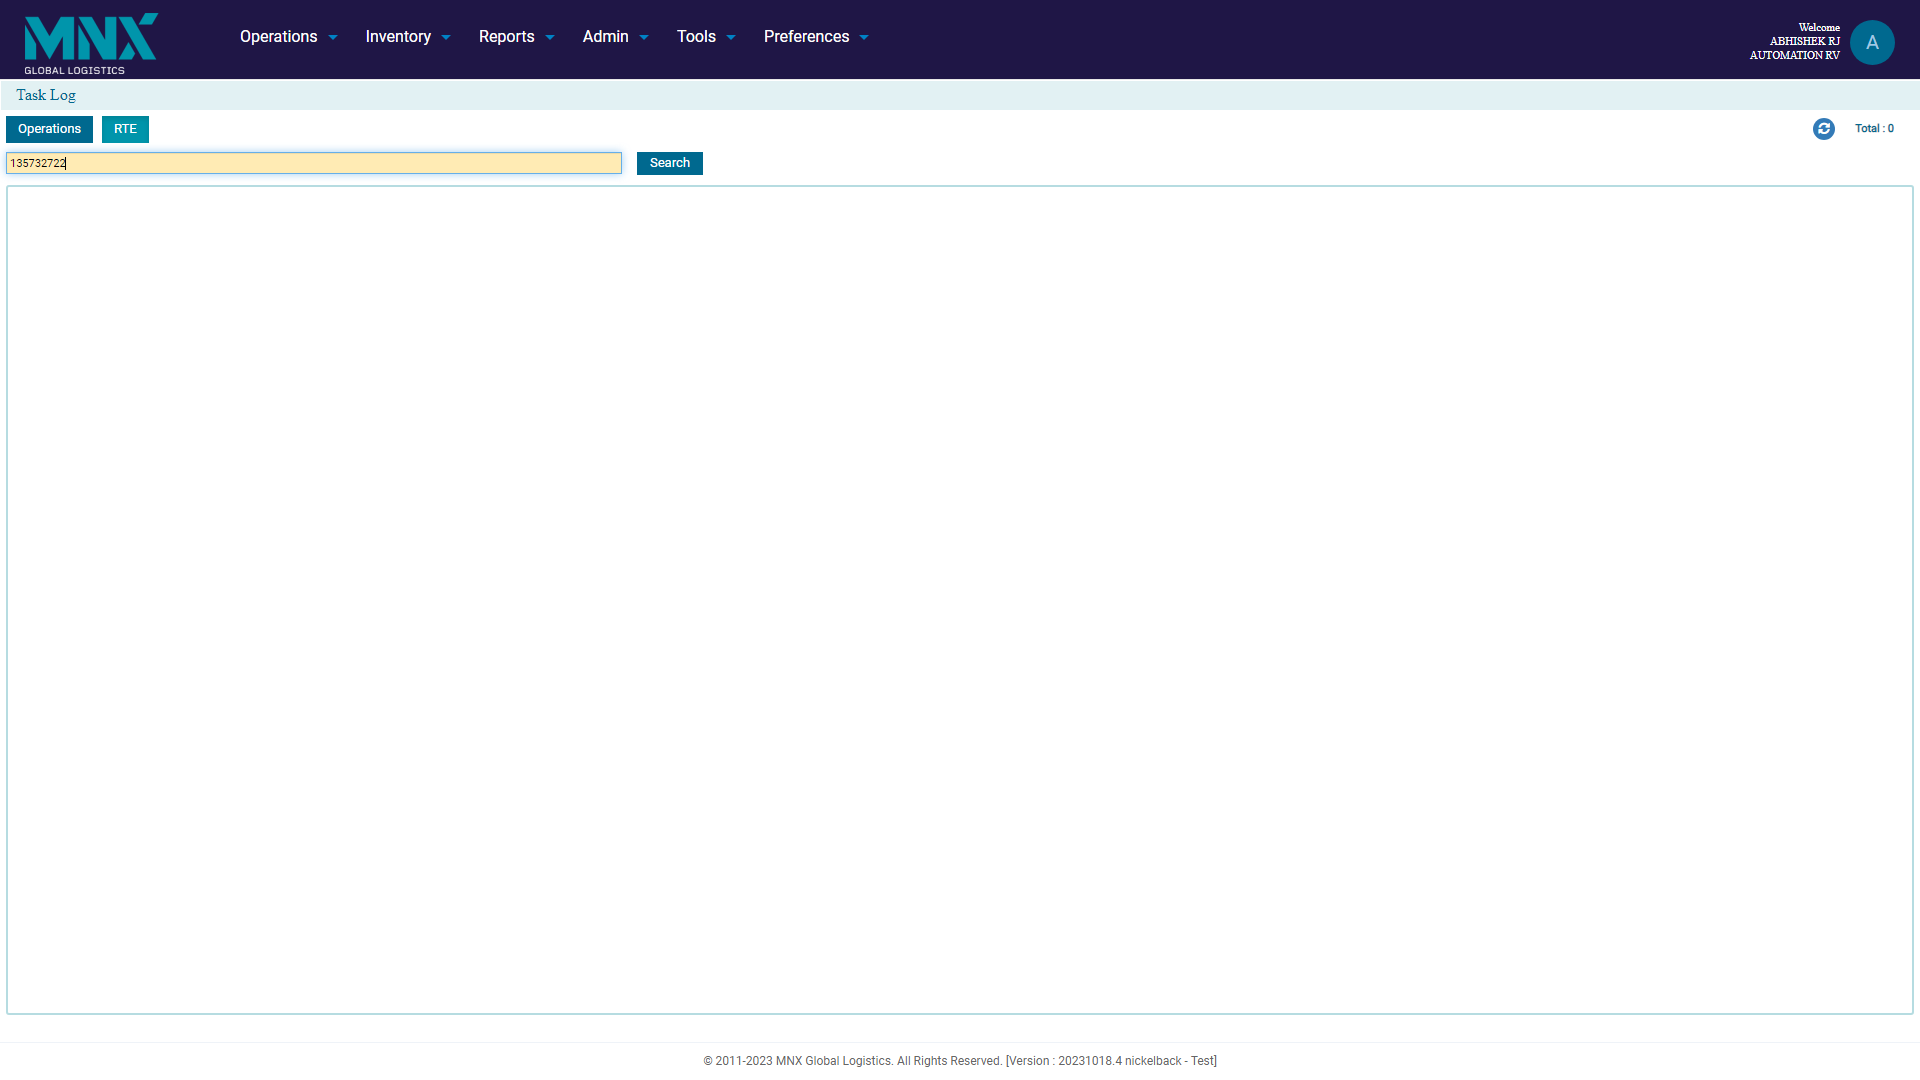 MNX
GLOBAL LOGISTICS
Operations Inventory Reports Admin Tools Preferences
Welcome
ABHISHEK RJ
AUTOMATION RV
A
Task Log
Operations RTE
Total : 0
135732722 Search
© 2011-2023 MNX Global Logistics. All Rights Reserved. [Version : 20231018.4 nickelback - Test]